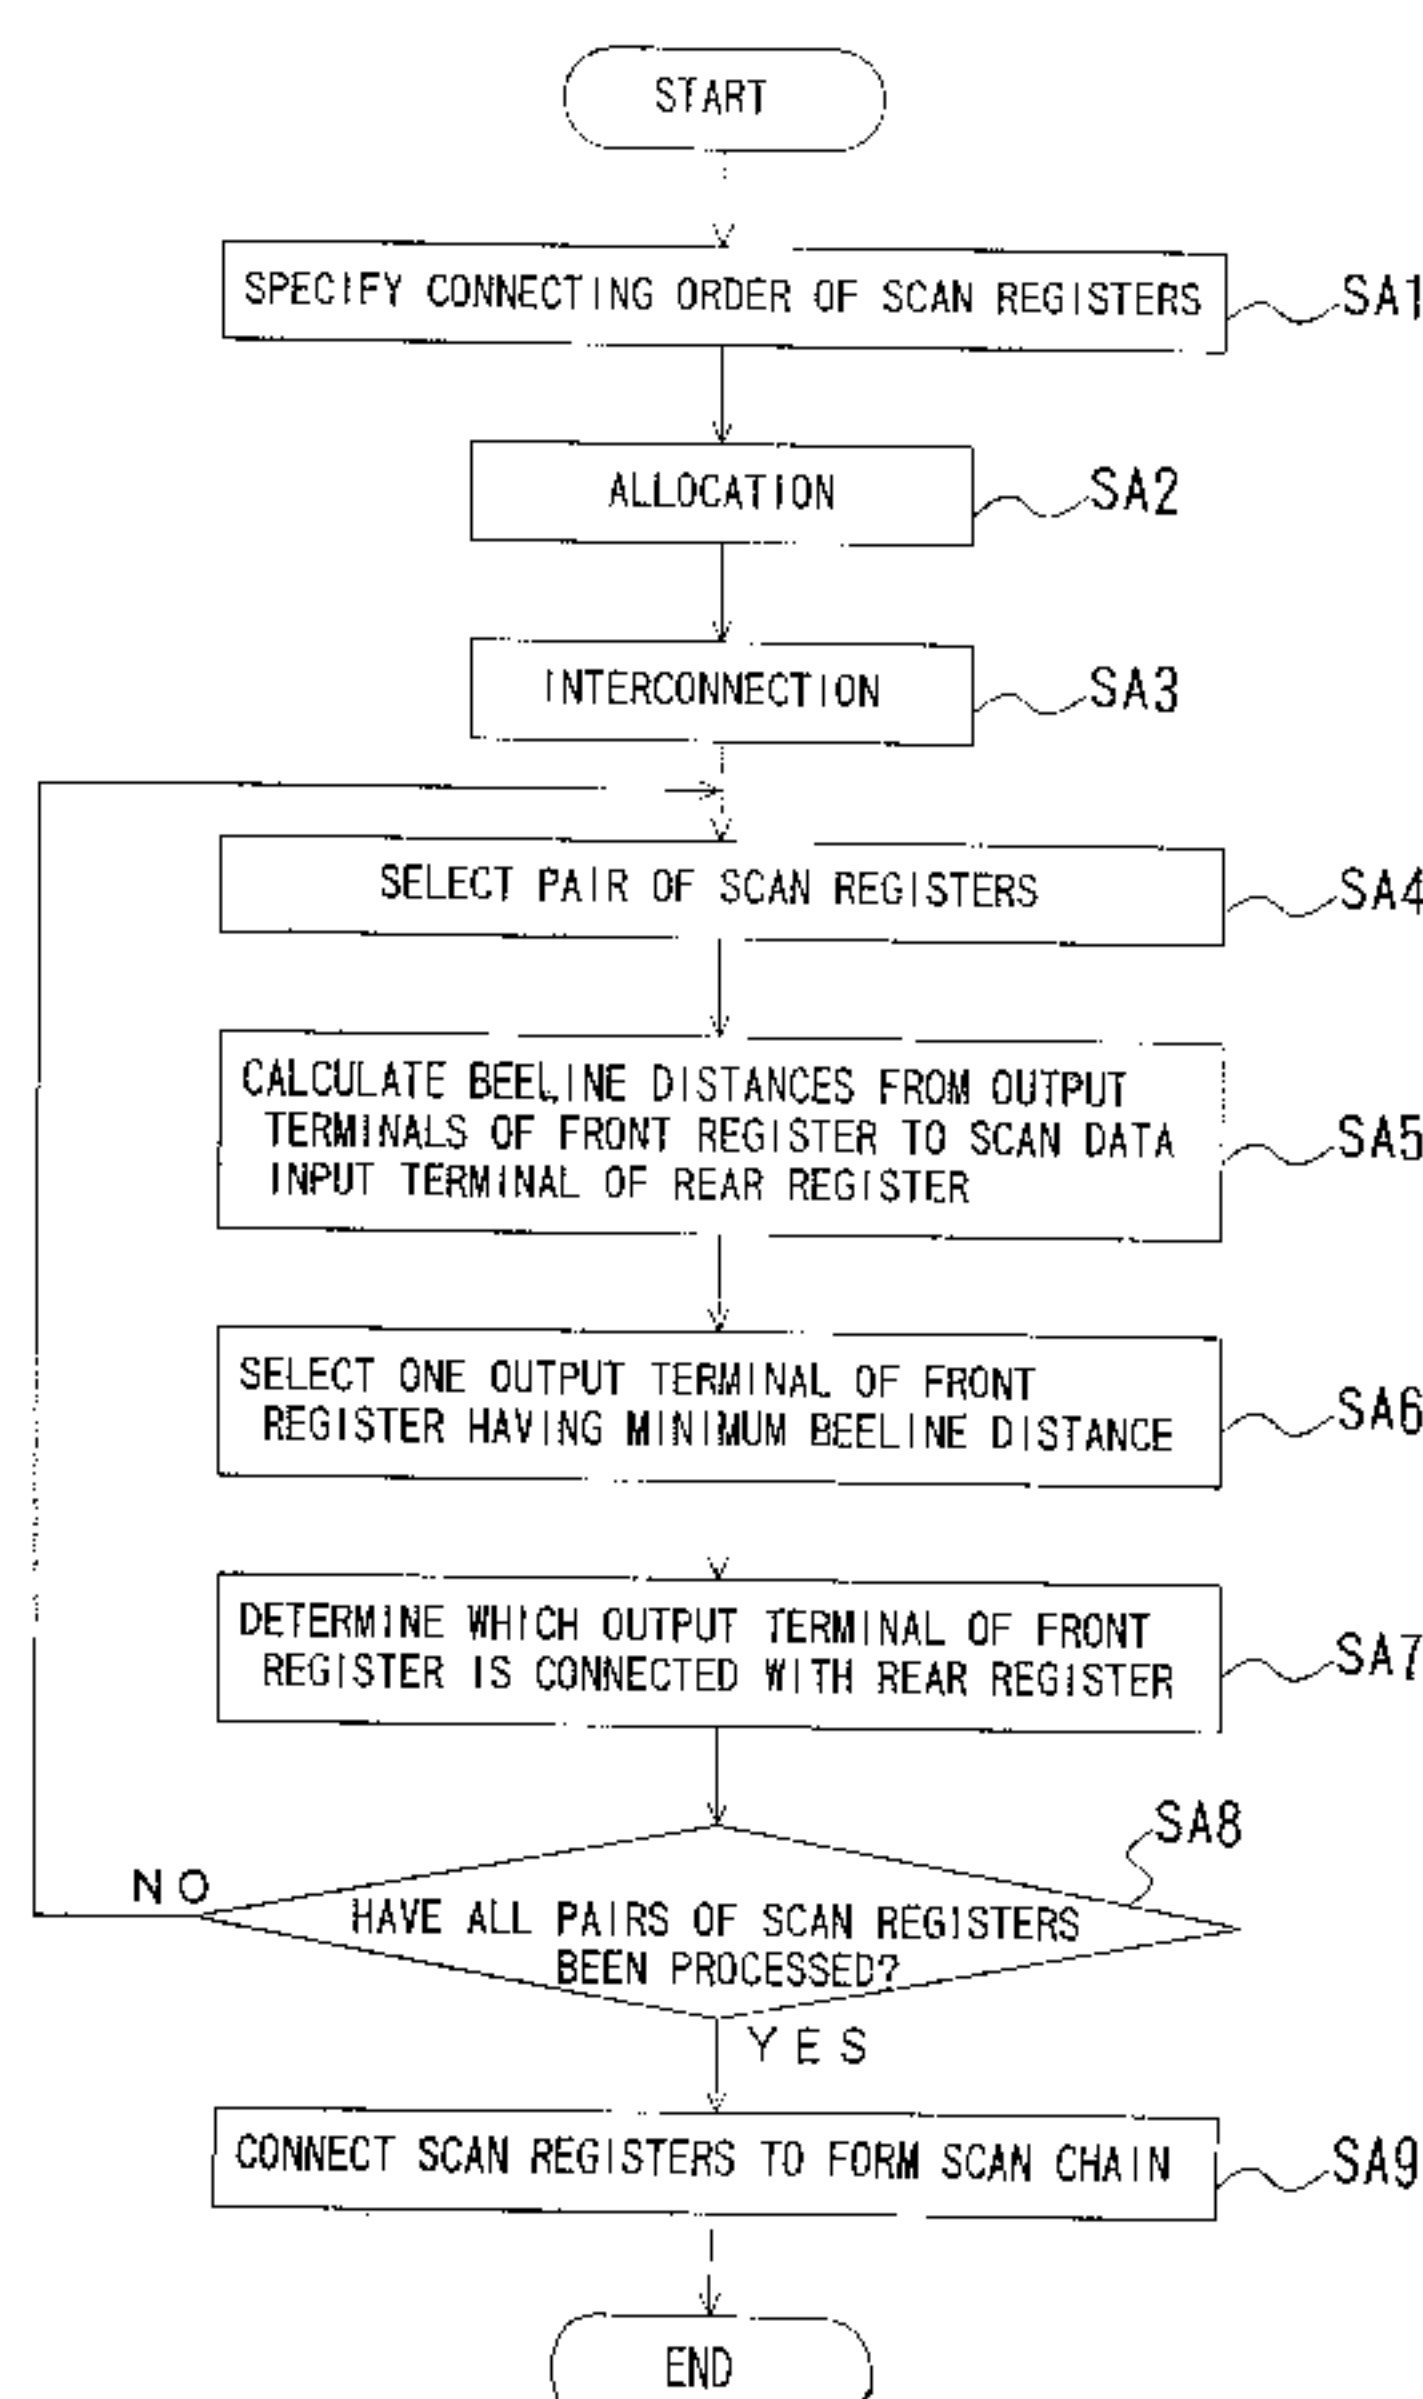 START
SPECIFY CONNECTING ORDER OF SCAN REGISTERS
SA1
ALLOCATION
SA2
INTERCONNECTION
SA3
SELECT PAIR OF SCAN REGISTERS
SA4
CALCULATE BEELINE DISTANCES FROM OUTPUT
TERMINALS OF FRONT REGISTER TO SCAN DATA
INPUT TERMINAL OF REAR REGISTER
SA5
SELECT ONE OUTPUT TERMINAL OF FRONT
REGISTER HAVING MINIMUM BEELINE DISTANCE
SA6
DETERMINE WHICH OUTPUT TERMINAL OF FRONT
REGISTER IS CONNECTED WITH REAR REGISTER
SA7
SA8
NO
HAVE ALL PAIRS OF SCAN REGISTERS
BEEN PROCESSED?
YES
CONNECT SCAN REGISTERS TO FORM SCAN CHAIN
SA9
END